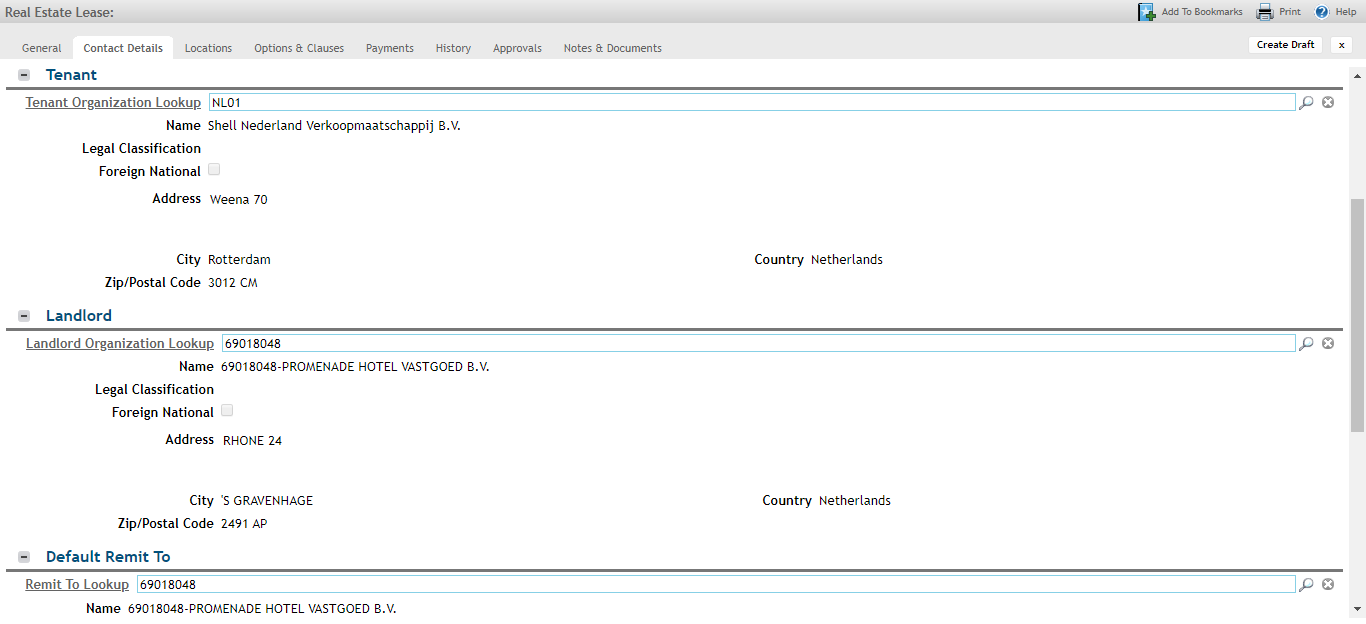 Real Estate Lease:
Add To Bookmarks Print Help
General Contact Details Locations Options & Clauses Payments History Approvals Notes & Documents Create Draft x
Tenant
Tenant Organization Lookup NL01
Name Shell Nederland Verkoopmaatschappij B.V.
Legal Classification
Foreign National
Address Weena 70
City Rotterdam Country Netherlands
Zip/Postal Code 3012 CM
Landlord
Landlord Organization Lookup 69018048
Name 69018048-PROMENADE HOTEL VASTGOED B.V.
Legal Classification
Foreign National
Address RHONE 24
City 'S GRAVENHAGE Country Netherlands
Zip/Postal Code 2491 AP
Default Remit To
Remit To Lookup 69018048
Name 69018048-PROMENADE HOTEL VASTGOED B.V.